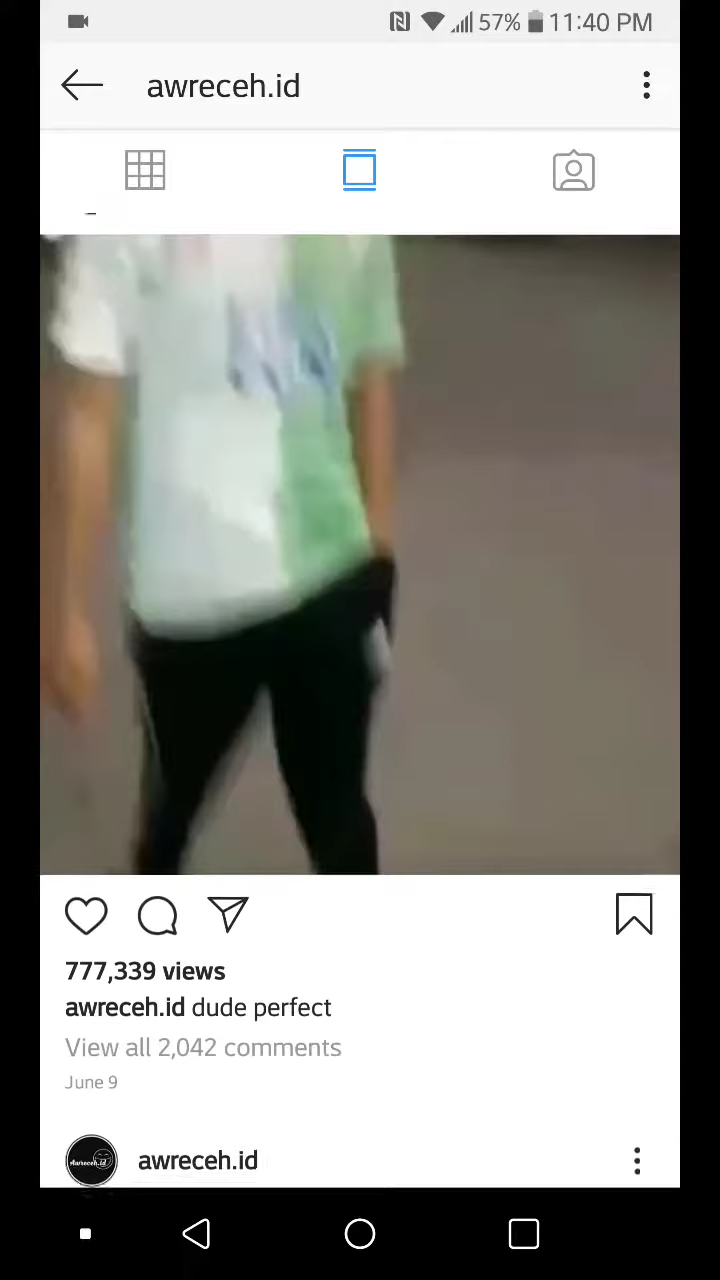 57% 11:40 PM
awreceh.id
777,339 views
awreceh.id dude perfect
View all 2,042 comments
June 9
awreceh.id